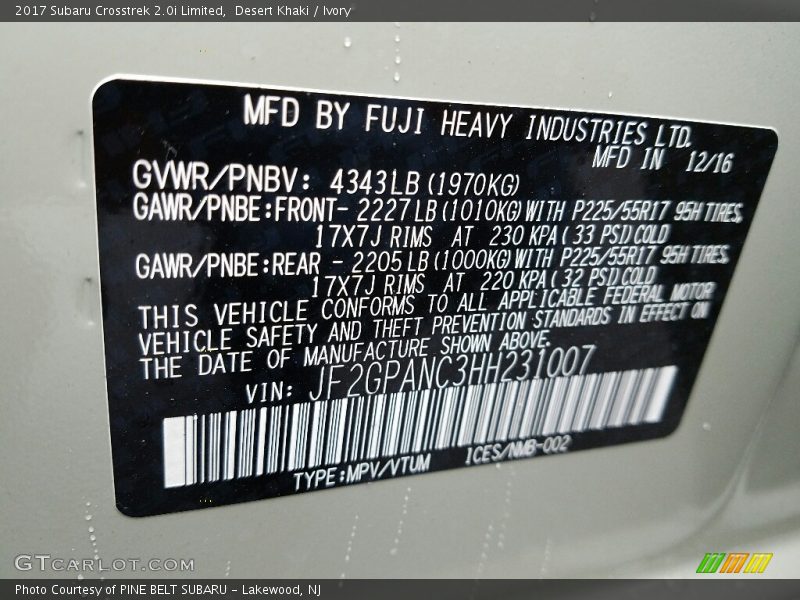 2017 Subaru Crosstrek 2.0i Limited, Desert Khaki / Ivory
MFD BY FUJI HEAVY INDUSTRIES LTD.
MFD IN 12/16
GVWR/PNBV: 4343LB (1970KG)
GAWR/PNBE:FRONT- 2227LB (1010KG) WITH P225/55R17 95H TIRES,
17X7J RIMS AT 230 KPA ( 33 PSI) COLD
GAWR/PNBE:REAR - 2205LB (1000KG) WITH P225/55R17 95H TIRES,
17X7J RIMS AT 220 KPA ( 32 PSI) COLD
THIS VEHICLE CONFORMS TO ALL APPLICABLE FEDERAL MOTOR
VEHICLE SAFETY AND THEFT PREVENTION STANDARDS IN EFFECT ON
THE DATE OF MANUFACTURE SHOWN ABOVE.
VIN: JF2GPANC3HH231007
TYPE:MPV/VTUM 1CES/NMB-002
GTCARLOT.COM
Photo Courtesy of PINE BELT SUBARU - Lakewood, NJ